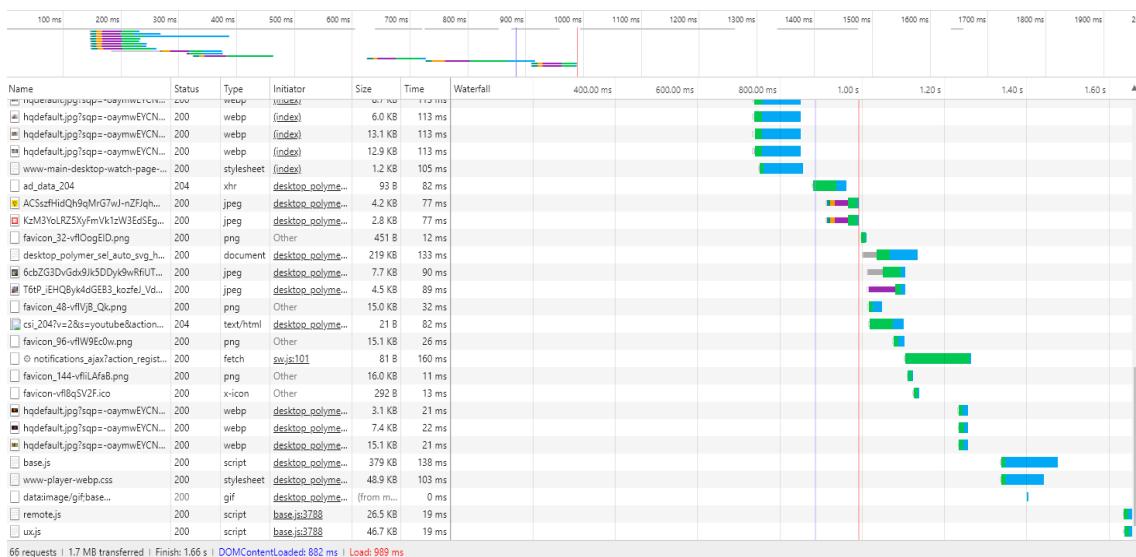 100 ms 200 ms 300 ms 400 ms 500 ms 600 ms 700 ms 800 ms 900 ms 1000 ms 1100 ms 1200 ms 1300 ms 1400 ms 1500 ms 1600 ms 1700 ms 1800 ms 1900 ms 2
Name Status Type Initiator Size Time Waterfall 400.00 ms 600.00 ms 800.00 ms 1.00 s 1.20 s 1.40 s 1.60 s
hqdefault.jpg?sqp=-oaymwEYCN... 200 webp (index) 8.7 KB 113 ms
hqdefault.jpg?sqp=-oaymwEYCN... 200 webp (index) 6.0 KB 113 ms
hqdefault.jpg?sqp=-oaymwEYCN... 200 webp (index) 13.1 KB 113 ms
hqdefault.jpg?sqp=-oaymwEYCN... 200 webp (index) 12.9 KB 113 ms
www-main-desktop-watch-page-... 200 stylesheet (index) 1.2 KB 105 ms
ad_data_204 204 xhr desktop_polyme... 93 B 82 ms
ACSszfHidQh9qMrG7wJ-nZFJqh... 200 jpeg desktop_polyme... 4.2 KB 77 ms
KzM3YoLRZ5XyFmVk1zW3EdSEg... 200 jpeg desktop_polyme... 2.8 KB 77 ms
favicon_32-vflOogEID.png 200 png Other 451 B 12 ms
desktop_polymer_sel_auto_svg_h... 200 document desktop_polyme... 219 KB 133 ms
6cbZG3DvGdx9Jk5DDyk9wRfiUT... 200 jpeg desktop_polyme... 7.7 KB 90 ms
T6tP_iEHQByk4dGEB3_kozfeJ_Vd... 200 jpeg desktop_polyme... 4.5 KB 89 ms
favicon_48-vflVjB_Qk.png 200 png Other 15.0 KB 32 ms
csi_204?v=2&s=youtube&action... 204 text/html desktop_polyme... 21 B 82 ms
favicon_96-vflW9Ec0w.png 200 png Other 15.1 KB 26 ms
notifications_ajax?action_regist... 200 fetch sw.js:101 81 B 160 ms
favicon_144-vfliLAfaB.png 200 png Other 16.0 KB 11 ms
favicon-vfl8qSV2F.ico 200 x-icon Other 292 B 13 ms
hqdefault.jpg?sqp=-oaymwEYCN... 200 webp desktop_polyme... 3.1 KB 21 ms
hqdefault.jpg?sqp=-oaymwEYCN... 200 webp desktop_polyme... 7.4 KB 22 ms
hqdefault.jpg?sqp=-oaymwEYCN... 200 webp desktop_polyme... 15.1 KB 21 ms
base.js 200 script desktop_polyme... 379 KB 138 ms
www-player-webp.css 200 stylesheet desktop_polyme... 48.9 KB 103 ms
data:image/gif;base... 200 gif desktop_polyme... (from m... 0 ms
remote.js 200 script base.js:3788 26.5 KB 19 ms
ux.js 200 script base.js:3788 46.7 KB 19 ms
66 requests | 1.7 MB transferred | Finish: 1.66 s | DOMContentLoaded: 882 ms | Load: 989 ms